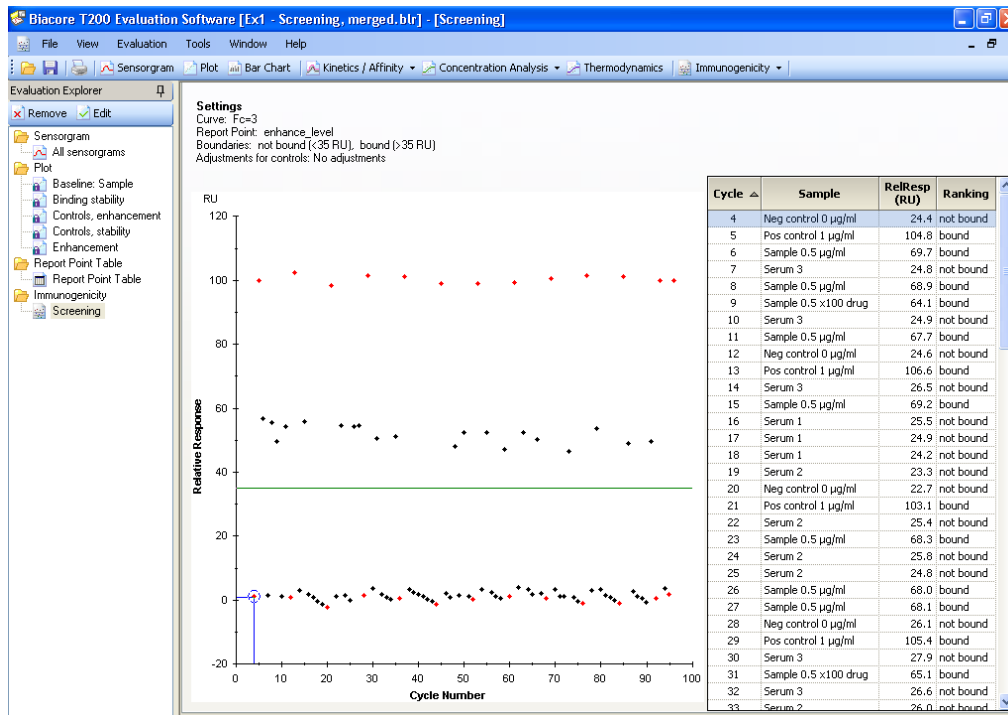 Biacore T200 Evaluation Software [Ex1 - Screening, merged.blr] - [Screening]
File View Evaluation Tools Window Help
Sensorgram Plot Bar Chart Kinetics / Affinity Concentration Analysis Thermodynamics Immunogenicity
Evaluation Explorer
Remove Edit
Sensorgram
All sensorgrams
Plot
Baseline: Sample
Binding stability
Controls, enhancement
Controls, stability
Enhancement
Report Point Table
Report Point Table
Immunogenicity
Screening
Settings
Curve: Fc=3
Report Point: enhance_level
Boundaries: not bound (<35 RU), bound (>35 RU)
Adjustments for controls: No adjustments
RU
120
100
80
60
40
20
0
-20
Relative Response
0 10 20 30 40 50 60 70 80 90 100
Cycle Number
Cycle Sample RelResp (RU) Ranking
4 Neg control 0 µg/ml 24.4 not bound
5 Pos control 1 µg/ml 104.8 bound
6 Sample 0.5 µg/ml 69.7 bound
7 Serum 3 24.8 not bound
8 Sample 0.5 µg/ml 68.9 bound
9 Sample 0.5 x100 drug 64.1 bound
10 Serum 3 24.9 not bound
11 Sample 0.5 µg/ml 67.7 bound
12 Neg control 0 µg/ml 24.6 not bound
13 Pos control 1 µg/ml 106.6 bound
14 Serum 3 26.5 not bound
15 Sample 0.5 µg/ml 69.2 bound
16 Serum 1 25.5 not bound
17 Serum 1 24.9 not bound
18 Serum 1 24.2 not bound
19 Serum 2 23.3 not bound
20 Neg control 0 µg/ml 22.7 not bound
21 Pos control 1 µg/ml 103.1 bound
22 Serum 2 25.4 not bound
23 Sample 0.5 µg/ml 68.3 bound
24 Serum 2 25.8 not bound
25 Serum 2 24.8 not bound
26 Sample 0.5 µg/ml 68.0 bound
27 Sample 0.5 µg/ml 68.1 bound
28 Neg control 0 µg/ml 26.1 not bound
29 Pos control 1 µg/ml 105.4 bound
30 Serum 3 27.9 not bound
31 Sample 0.5 x100 drug 65.1 bound
32 Serum 3 26.6 not bound
33 Serum 2 26.0 not bound